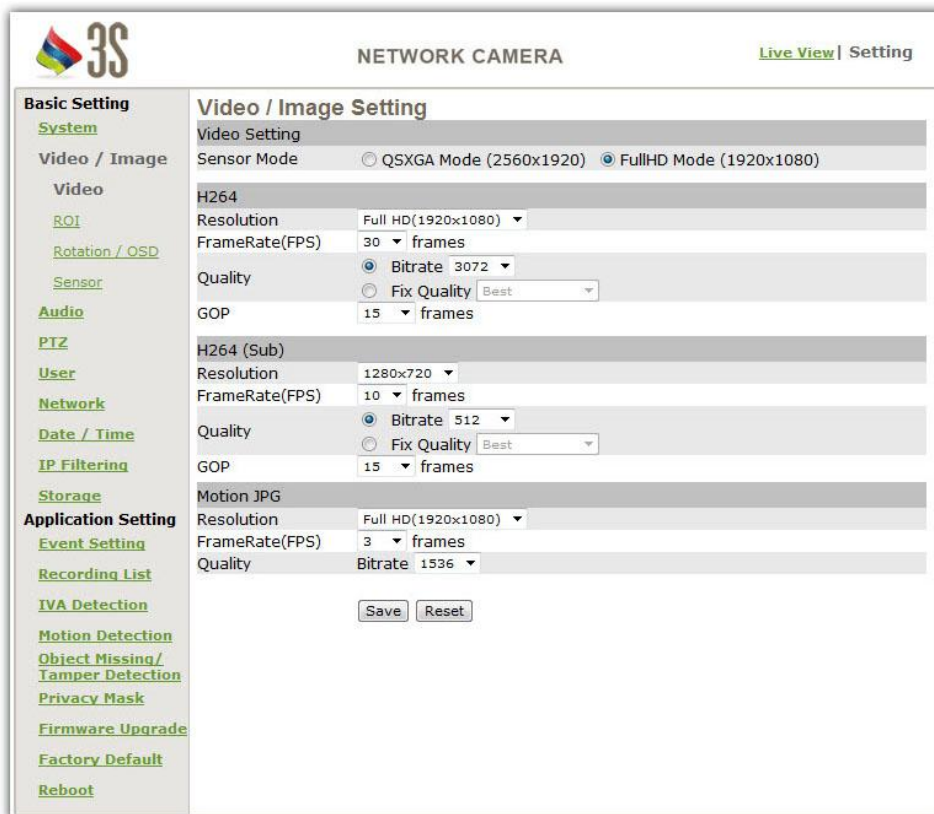 3S
NETWORK CAMERA
Live View | Setting
Basic Setting
System
Video / Image
Video
ROI
Rotation / OSD
Sensor
Audio
PTZ
User
Network
Date / Time
IP Filtering
Storage
Application Setting
Event Setting
Recording List
IVA Detection
Motion Detection
Object Missing/
Tamper Detection
Privacy Mask
Firmware Upgrade
Factory Default
Reboot
Video / Image Setting
Video Setting
Sensor Mode QSXGA Mode (2560x1920) FullHD Mode (1920x1080)
H264
Resolution Full HD(1920x1080)
FrameRate(FPS) 30 frames
Quality Bitrate 3072
Fix Quality Best
GOP 15 frames
H264 (Sub)
Resolution 1280x720
FrameRate(FPS) 10 frames
Quality Bitrate 512
Fix Quality Best
GOP 15 frames
Motion JPG
Resolution Full HD(1920x1080)
FrameRate(FPS) 3 frames
Quality Bitrate 1536
Save Reset